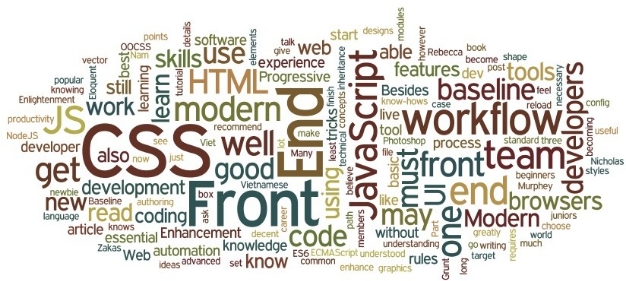 points
OOCSS
Nam
details
software
elements
talk
give
web
start
designs
modules
however
vector
best
skills
use
experience
able
Rebecca
book
become
shape
popular
knowing
Eloquent
still
learning
tutorial
learn
HTML
Progressive
inheritance
features
dev
post
tools
necessary
Enlightenment
work
modern
End
finish
concepts
JavaScript
Besides
know-hows
case
baseline
feel
reload
developers
config
productivity
JS
recommend
make
tricks
technical
live
tool
workflow
useful
NodeJS
developer
CSS
see
also
now
just
Viet
well
lot
Many
least
Photoshop
process
standard
three
becoming
get
good
believe
file
basic
must
front
team
Nicholas
styles
newbie
development
box
Vietnamese
using
like
UI
end
beginners
Murphey
new
Baseline
authoring
Front
ask
career
path
members
may
one
browsers
language
read
coding
code
Modern
juniors
choose
article
knows
Enhancement
decent
without
Part
greatly
world
essential
knowledge
ES6
ECMAScript
understood
understanding
go
writing
requires
much
Zakas
Web
automation
know
common
enhance
graphics
rules
Grunt
long
target
ideas
advanced
set